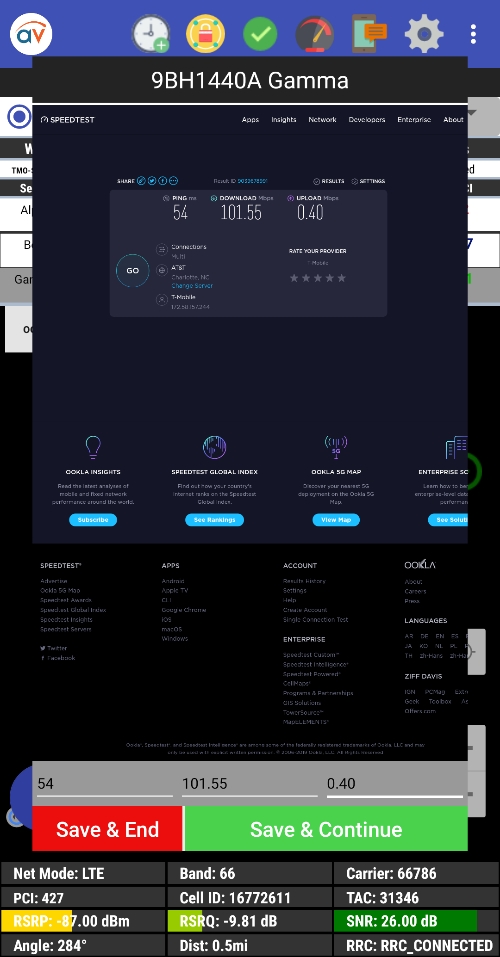 av
9BH1440A Gamma
SPEEDTEST
Apps Insights Network Developers Enterprise About
SHARE
Result ID 9033678591
RESULTS SETTINGS
PING ms DOWNLOAD Mbps UPLOAD Mbps
54 101.55 0.40
GO
Connections
Multi
AT&T
Charlotte, NC
Change Server
T-Mobile
172.58.157.244
RATE YOUR PROVIDER
T-Mobile
OOKLA INSIGHTS
Read the latest analyses of
mobile and fixed network
performance around the world.
Subscribe
SPEEDTEST GLOBAL INDEX
Find out how your country's
internet ranks on the Speedtest
Global Index.
See Rankings
5G
OOKLA 5G MAP
Discover your nearest 5G
deployment on the Ookla 5G
Map.
View Map
ENTERPRISE SO
Learn how to be
enterprise-level data
performan
See Soluti
SPEEDTEST®
Advertise
Ookla 5G Map
Speedtest Awards
Speedtest Global Index
Speedtest Insights
Speedtest Servers
Twitter
Facebook
APPS
Android
Apple TV
CLI
Google Chrome
iOS
macOS
Windows
ACCOUNT
Results History
Settings
Help
Create Account
Single Connection Test
ENTERPRISE
Speedtest Custom™
Speedtest Intelligence®
Speedtest Powered™
CellMaps®
Programs & Partnerships
GIS Solutions
TowerSource™
MapELEMENTS®
OOKLA
About
Careers
Press
LANGUAGES
AR DE EN ES
JA KO NL PL
TH ZH-Hans ZH-Ha
ZIFF DAVIS
IGN PCMag Extr
Geek Toolbox As
Offers.com
Ookla®, Speedtest®, and Speedtest Intelligence® are among some of the federally registered trademarks of Ookla, LLC and may
only be used with explicit written permission. © 2006-2019 Ookla, LLC. All Rights Reserved.
54 101.55 0.40
Save & End Save & Continue
Net Mode: LTE Band: 66 Carrier: 66786
PCI: 427 Cell ID: 16772611 TAC: 31346
RSRP: -87.00 dBm RSRQ: -9.81 dB SNR: 26.00 dB
Angle: 284° Dist: 0.5mi RRC: RRC_CONNECTED